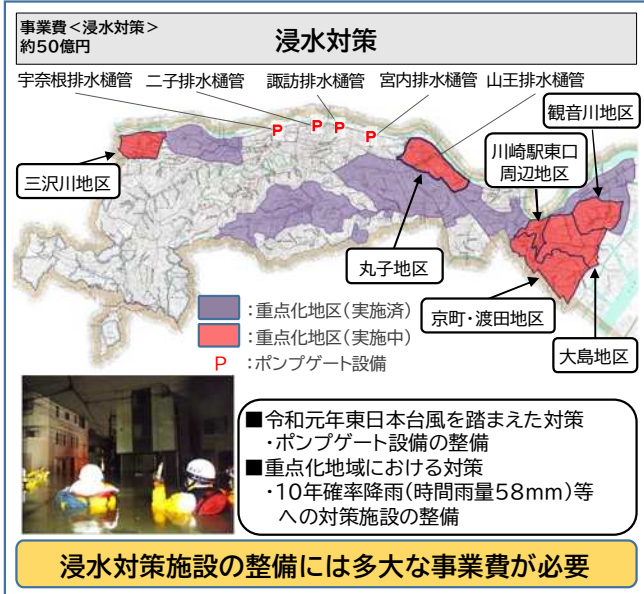 事業費<浸水対策>
約50億円
浸水対策
宇奈根排水樋管 二子排水樋管 諏訪排水樋管 宮内排水樋管 山王排水樋管
P P P P
観音川地区
川崎駅東口
周辺地区
三沢川地区
丸子地区
京町・渡田地区
大島地区
:重点化地区(実施済)
:重点化地区(実施中)
P :ポンプゲート設備
■令和元年東日本台風を踏まえた対策
・ポンプゲート設備の整備
■重点化地域における対策
・10年確率降雨(時間雨量58mm)等
への対策施設の整備
浸水対策施設の整備には多大な事業費が必要